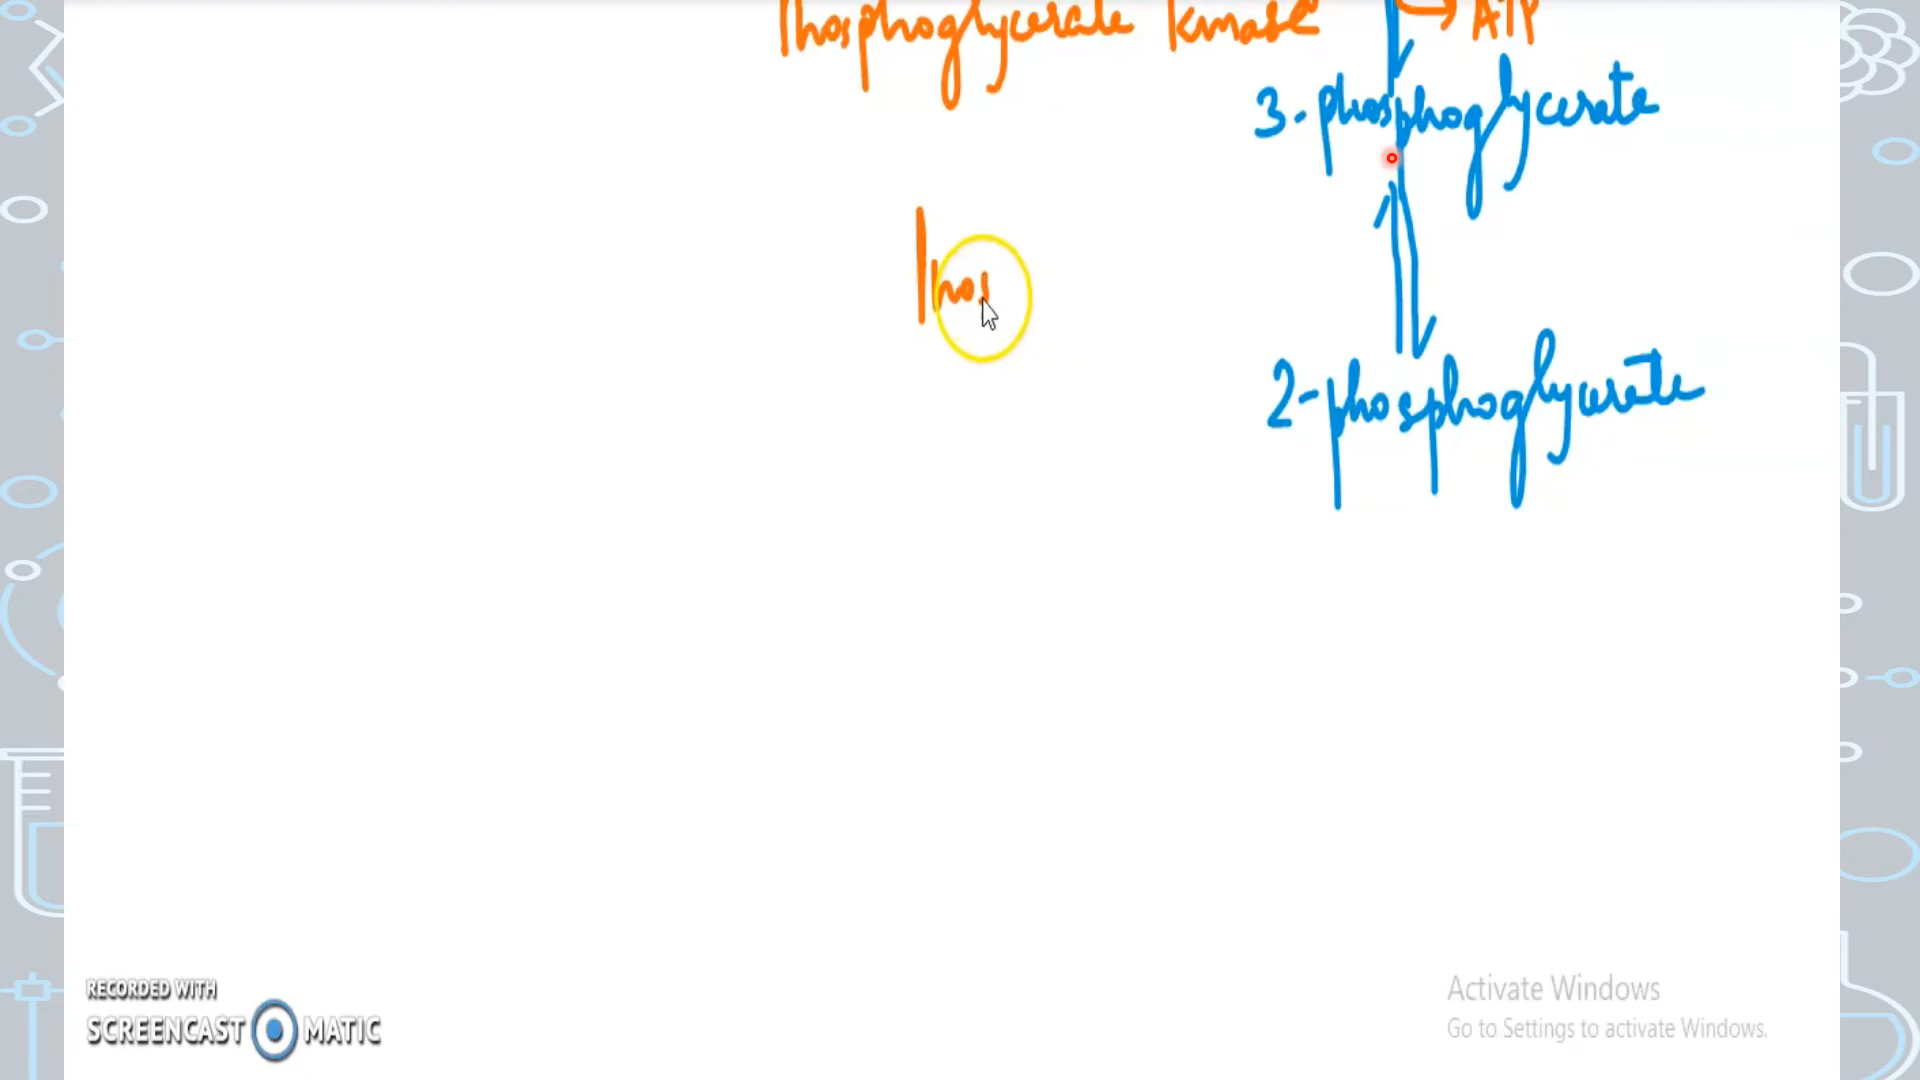 Phosphoglycerate kinase → ATP
3-phosphoglycerate
Phos
2-phosphoglycerate
RECORDED WITH
SCREENCAST MATIC
Activate Windows
Go to Settings to activate Windows.